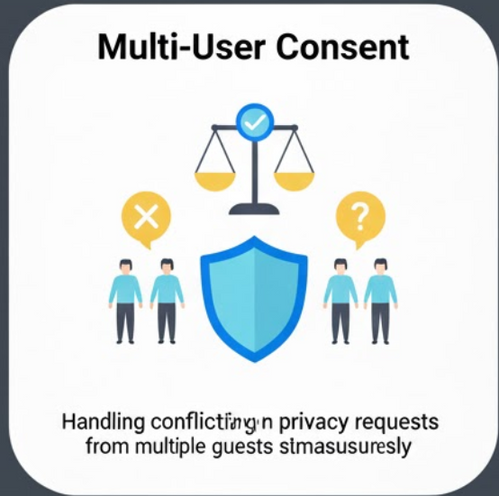 Multi-User Consent
Handling privacy requests
from multiple guests